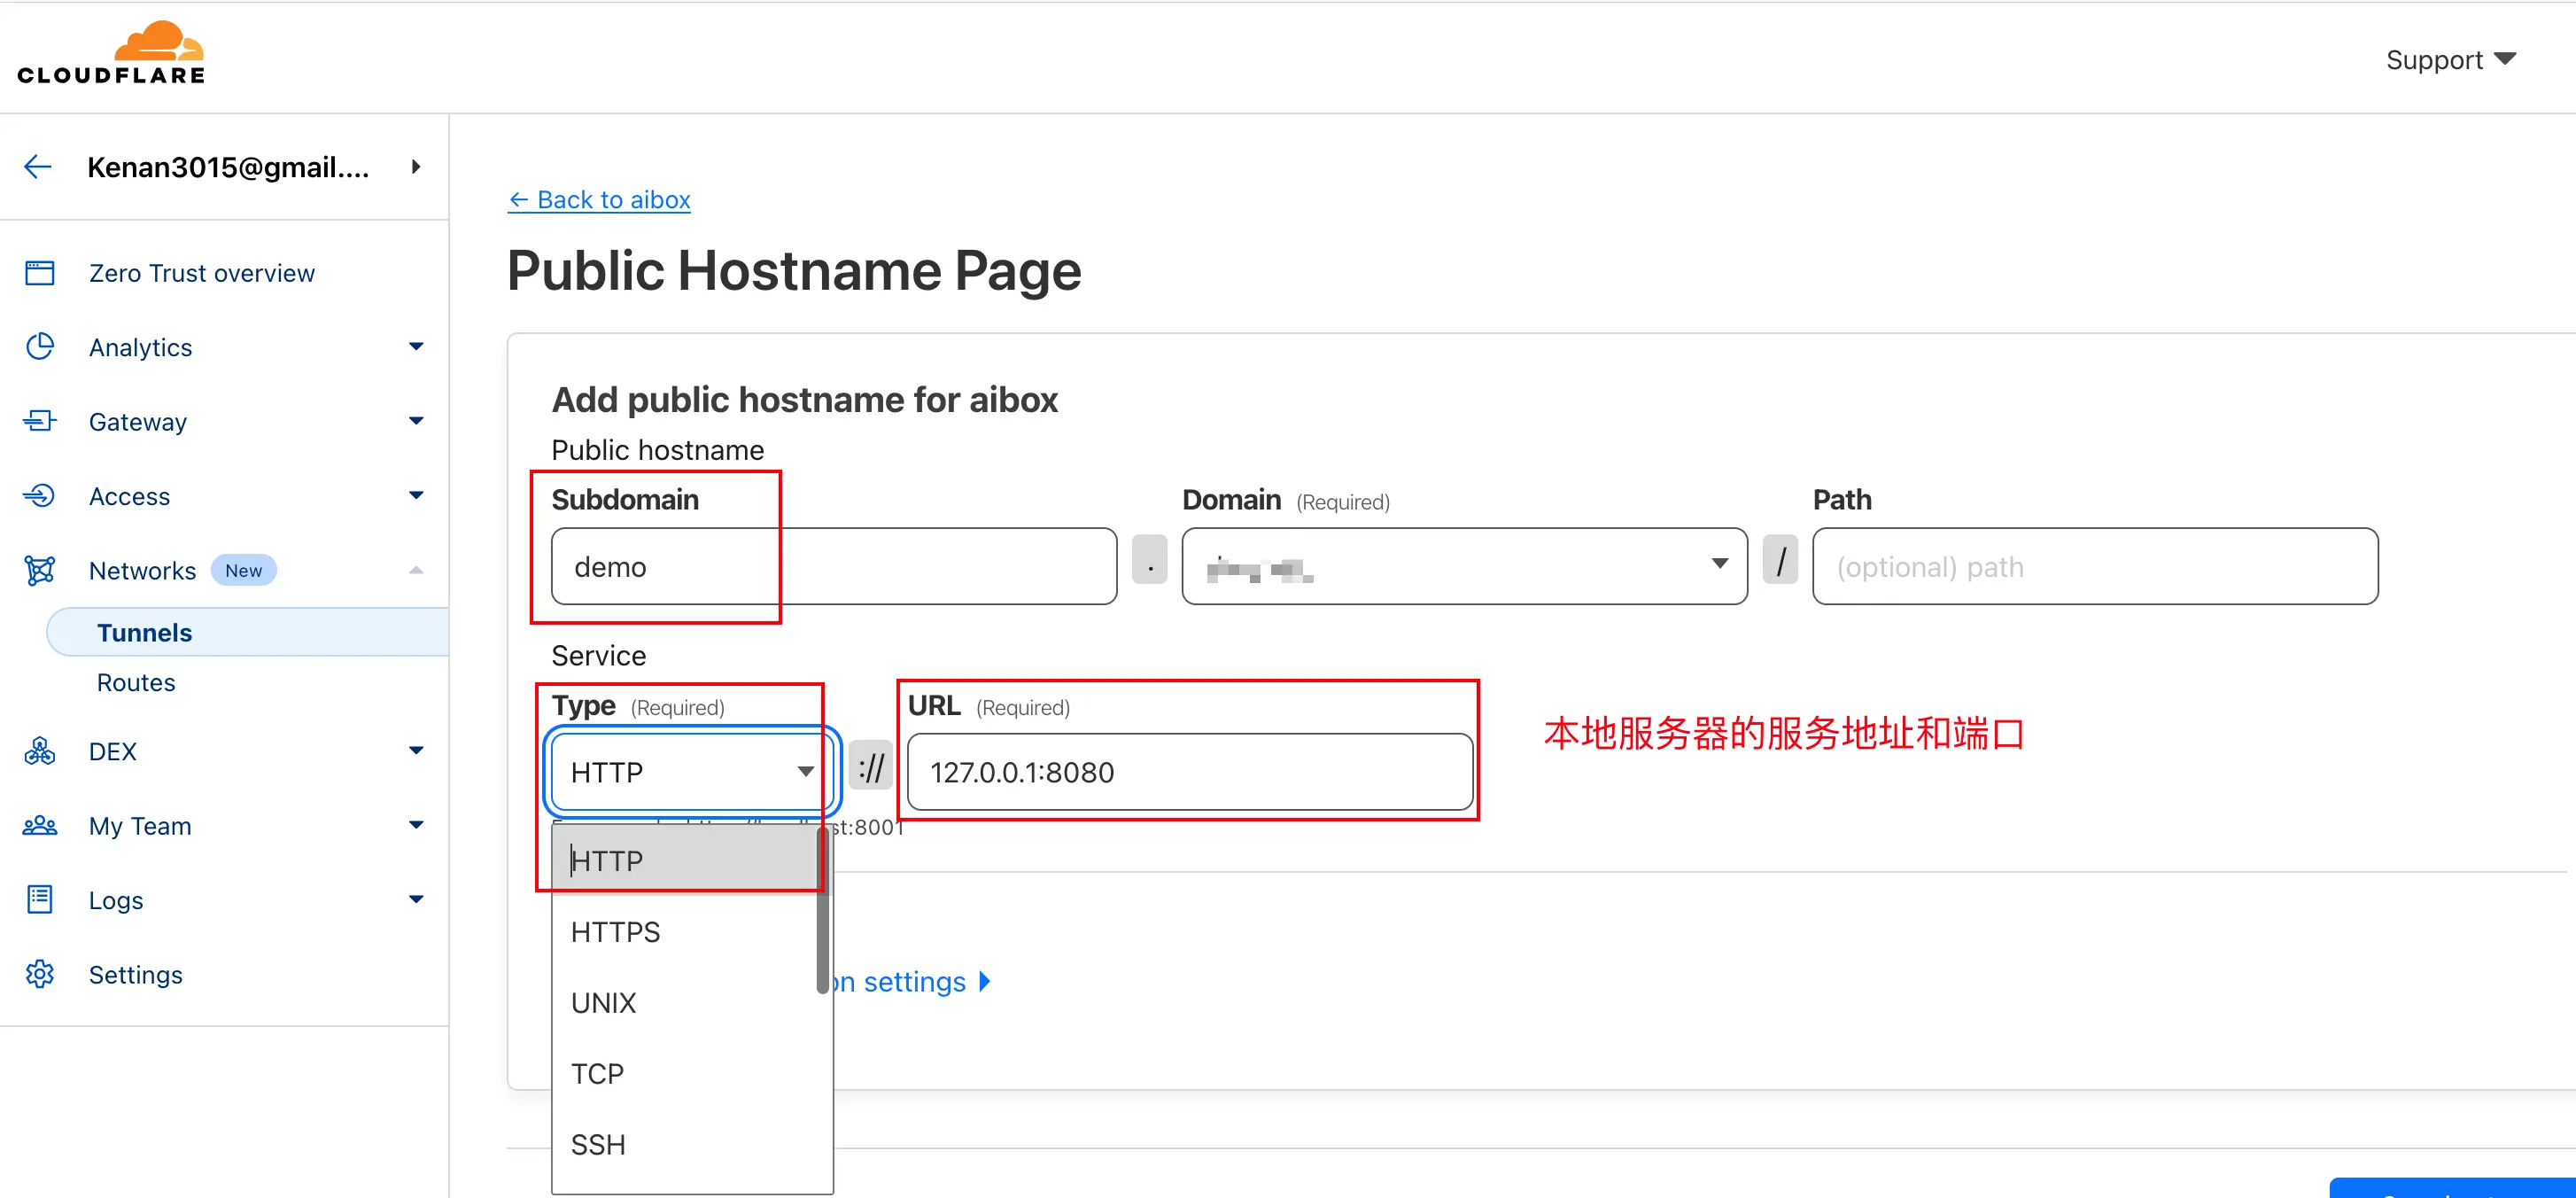 CLOUDFLARE
Support
Kenan3015@gmail....
Zero Trust overview
Analytics
Gateway
Access
Networks New
Tunnels
Routes
DEX
My Team
Logs
Settings
← Back to aibox
Public Hostname Page
Add public hostname for aibox
Public hostname
Subdomain
Domain (Required)
Path
demo
.
/
(optional) path
Service
Type (Required)
URL (Required)
本地服务器的服务地址和端口
HTTP
://
127.0.0.1:8080
st:8001
HTTP
HTTPS
on settings
UNIX
TCP
SSH